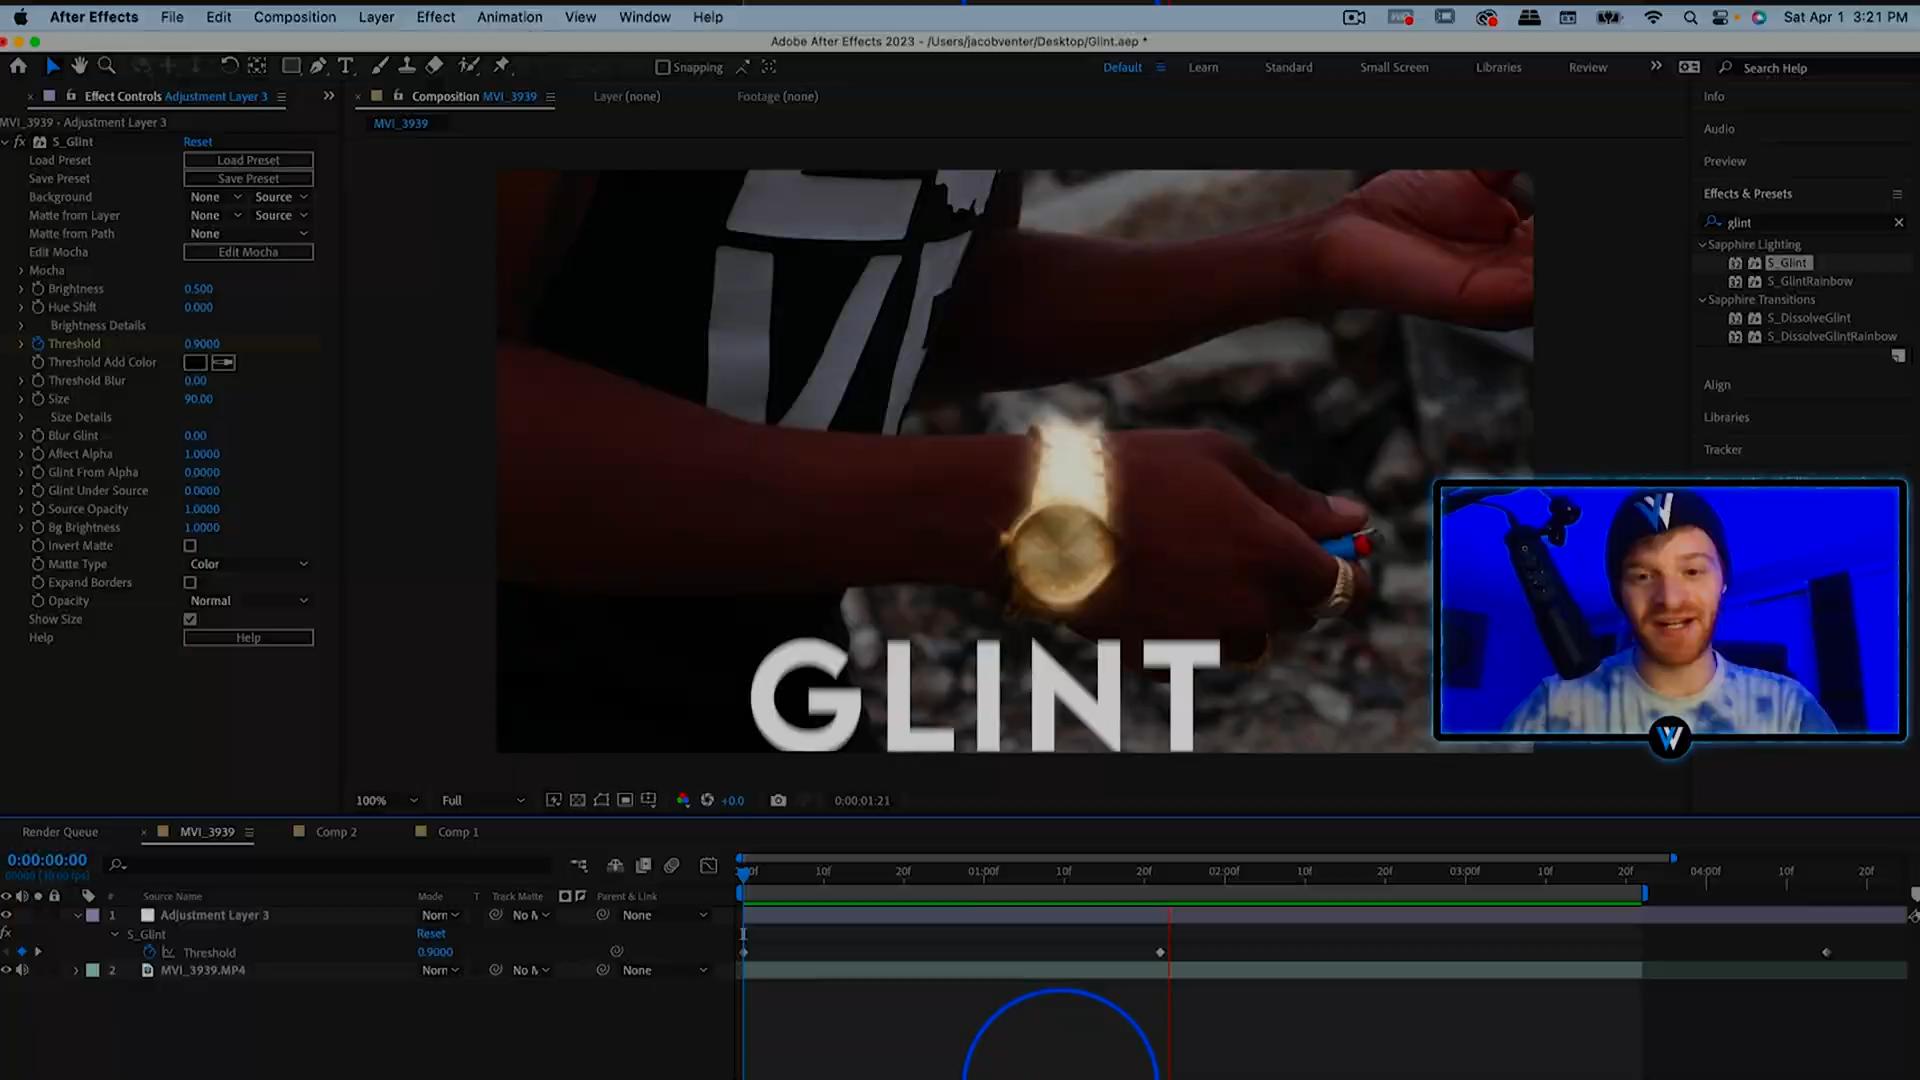 After Effects File Edit Composition Layer Effect Animation View Window Help Sat Apr 1 3:21 PM
Adobe After Effects 2023 - /Users/jacobventer/Desktop/Glint.aep *
Snapping Default Learn Standard Small Screen Libraries Review Search Help
Effect Controls Adjustment Layer 3 Composition MVI_3939 Layer (none) Footage (none)
MVI_3939 • Adjustment Layer 3 MVI_3939
fx S_Glint Reset
Load Preset Load Preset
Save Preset Save Preset
Background None Source
Matte from Layer None Source
Matte from Path None
Edit Mocha Edit Mocha
Mocha
Brightness 0.500
Hue Shift 0.000
Brightness Details
Threshold 0.9000
Threshold Add Color
Threshold Blur 0.00
Size 90.00
Size Details
Blur Glint 0.00
Affect Alpha 1.0000
Glint From Alpha 0.0000
Glint Under Source 0.0000
Source Opacity 1.0000
Bg Brightness 1.0000
Invert Matte
Matte Type Color
Expand Borders
Opacity Normal
Show Size
Help Help
GLINT
Info
Audio
Preview
Effects & Presets
glint
Sapphire Lighting
S_Glint
S_GlintRainbow
Sapphire Transitions
S_DissolveGlint
S_DissolveGlintRainbow
Align
Libraries
Tracker
100% Full +0.0 0:00:01:21
Render Queue MVI_3939 Comp 2 Comp 1
0:00:00:00
10f 20f 01:00f 10f 20f 02:00f 10f 20f 03:00f 10f 20f 04:00f 10f 20f
# Source Name Mode T Track Matte Parent & Link
1 Adjustment Layer 3 Norn No M None
fx S_Glint Reset
Threshold 0.9000
2 MVI_3939.MP4 Norn No M None